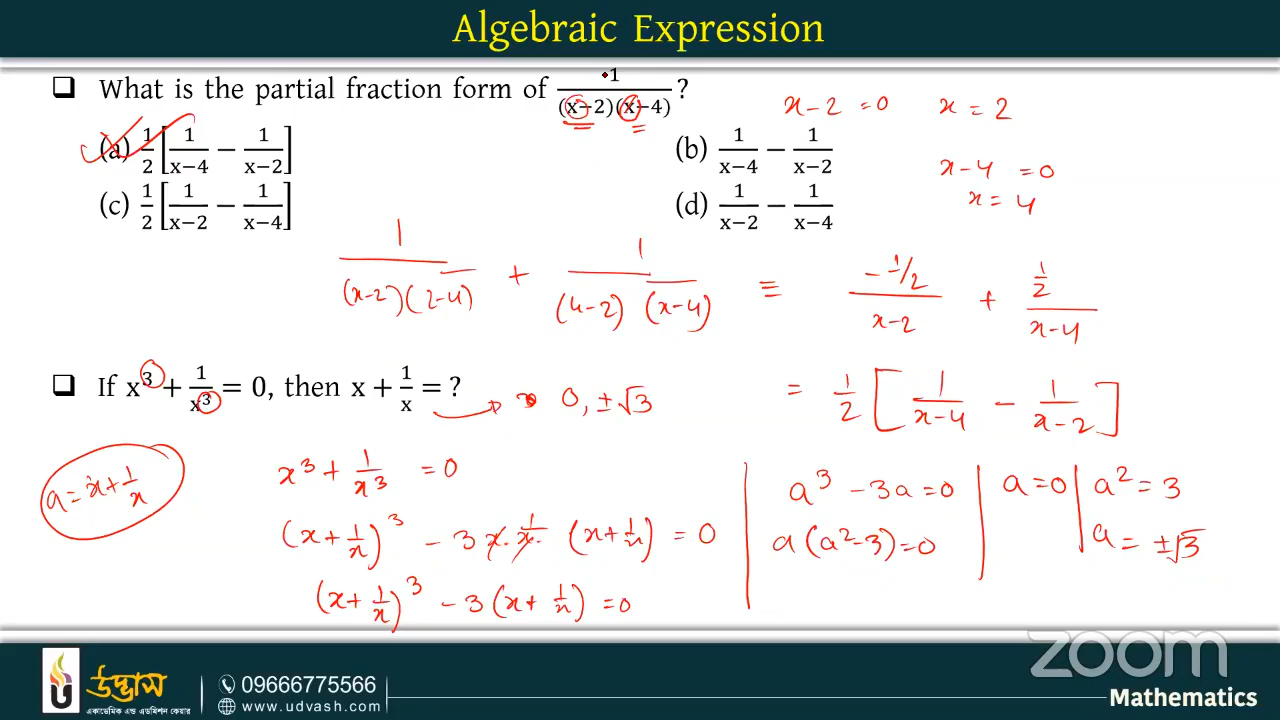 Algebraic Expression
❑ What is the partial fraction form of 1/((x−2)(x−4))?
x-2 =0 x = 2
(a) 1/2 [1/(x−4) − 1/(x−2)]
(b) 1/(x−4) − 1/(x−2)
x-4 =0
x = 4
(c) 1/2 [1/(x−2) − 1/(x−4)]
(d) 1/(x−2) − 1/(x−4)
1/((x-2)(2-4)) + 1/((4-2)(x-4)) ≡ (-1/2)/(x-2) + (1/2)/(x-4)
= 1/2 [1/(x-4) - 1/(x-2)]
❑ If x³ + 1/x³ = 0, then x + 1/x = ?
0, ±√3
a = x + 1/x
x³ + 1/x³ = 0
(x + 1/x)³ - 3 x · 1/x · (x + 1/x) = 0
(x + 1/x)³ - 3 (x + 1/x) = 0
a³ - 3a = 0
a (a² - 3) = 0
a = 0
a² = 3
a = ±√3
উদ্ভাস
একাডেমিক এন্ড এডমিশন কেয়ার
09666775566
www.udvash.com
zoom
Mathematics